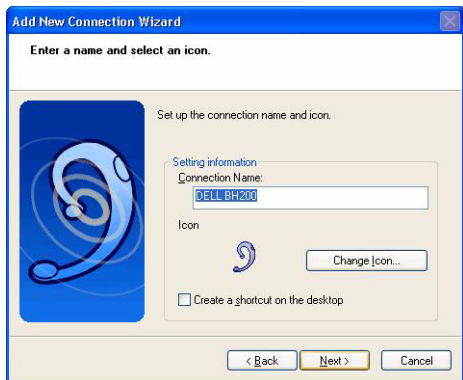 Add New Connection Wizard
Enter a name and select an icon.
Set up the connection name and icon.
Setting information
Connection Name:
DELL BH200
Icon
Change Icon...
Create a shortcut on the desktop
< Back Next > Cancel